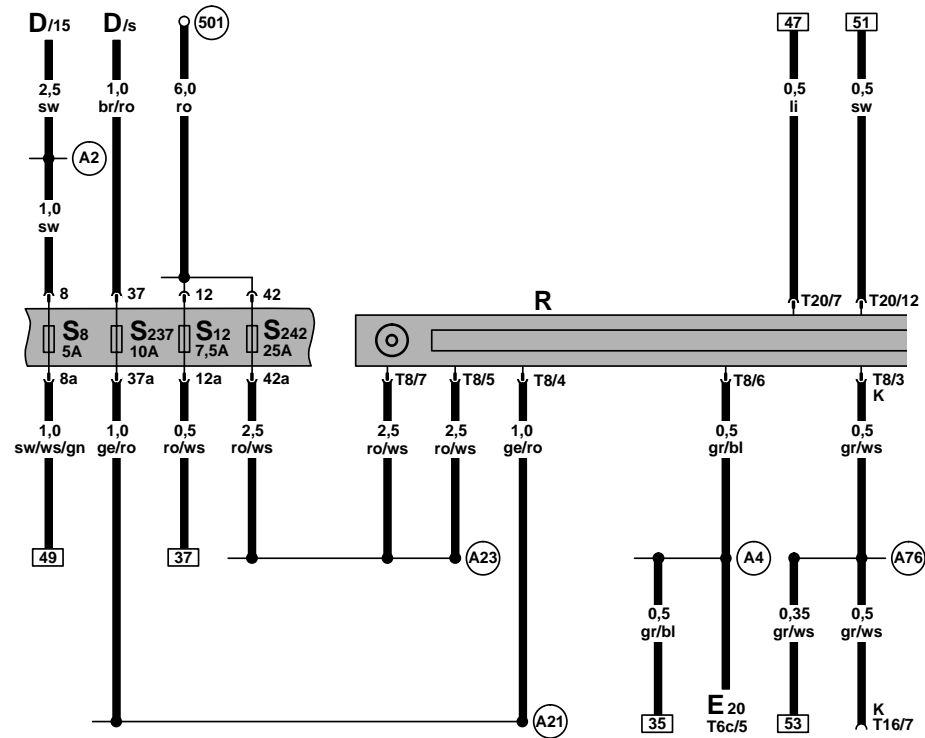 D/15 D/s 501 47 51
2,5 1,0 6,0 0,5 0,5
sw br/ro ro li sw
A2
1,0
sw
8 37 12 42 R T20/7 T20/12
S8 S237 S12 S242
5A 10A 7,5A 25A
8a 37a 12a 42a T8/7 T8/5 T8/4 T8/6 T8/3
K
1,0 1,0 0,5 2,5 2,5 2,5 1,0 0,5 0,5
sw/ws/gn ge/ro ro/ws ro/ws ro/ws ro/ws ge/ro gr/bl gr/ws
49 37 A23 A4 A76
0,5 0,35 0,5
gr/bl gr/ws gr/ws
E 20 K
A21 35 T6c/5 53 T16/7